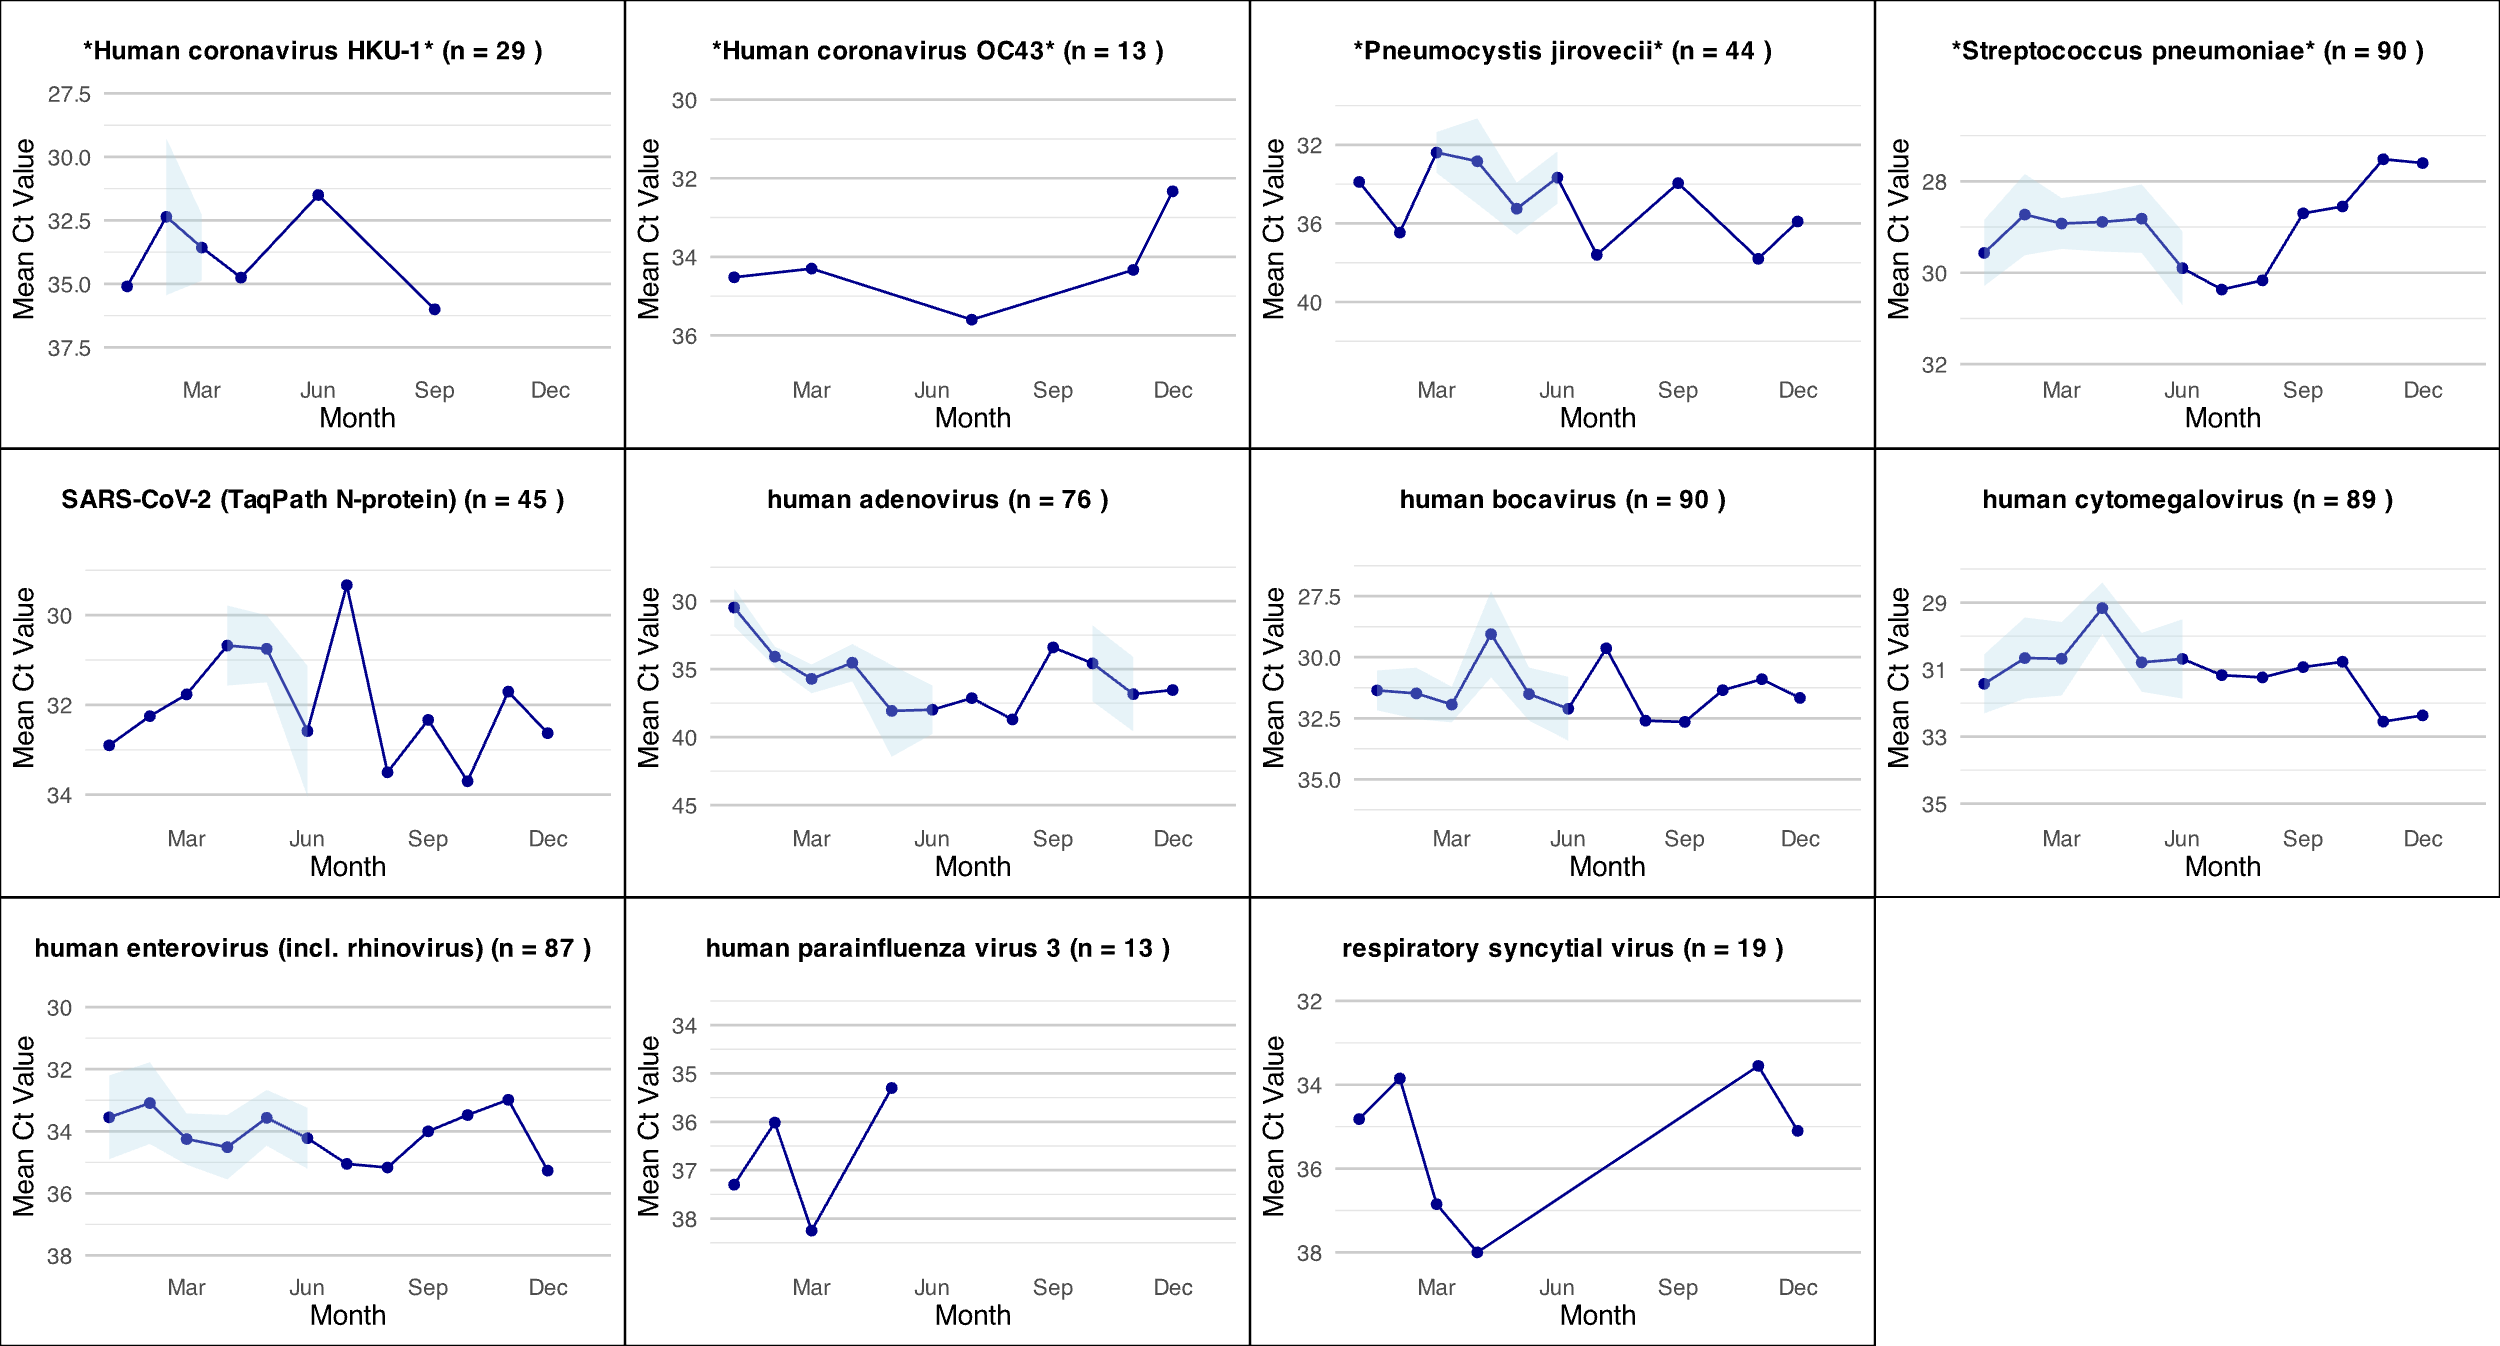 *Human coronavirus HKU-1* (n = 29 )
27.5
30.0
32.5
35.0
37.5
Mean Ct Value
Mar Jun Sep Dec
Month
*Human coronavirus OC43* (n = 13 )
30
32
34
36
Mean Ct Value
Mar Jun Sep Dec
Month
*Pneumocystis jirovecii* (n = 44 )
32
36
40
Mean Ct Value
Mar Jun Sep Dec
Month
*Streptococcus pneumoniae* (n = 90 )
28
30
32
Mean Ct Value
Mar Jun Sep Dec
Month
SARS-CoV-2 (TaqPath N-protein) (n = 45 )
30
32
34
Mean Ct Value
Mar Jun Sep Dec
Month
human adenovirus (n = 76 )
30
35
40
45
Mean Ct Value
Mar Jun Sep Dec
Month
human bocavirus (n = 90 )
27.5
30.0
32.5
35.0
Mean Ct Value
Mar Jun Sep Dec
Month
human cytomegalovirus (n = 89 )
29
31
33
35
Mean Ct Value
Mar Jun Sep Dec
Month
human enterovirus (incl. rhinovirus) (n = 87 )
30
32
34
36
38
Mean Ct Value
Mar Jun Sep Dec
Month
human parainfluenza virus 3 (n = 13 )
34
35
36
37
38
Mean Ct Value
Mar Jun Sep Dec
Month
respiratory syncytial virus (n = 19 )
32
34
36
38
Mean Ct Value
Mar Jun Sep Dec
Month